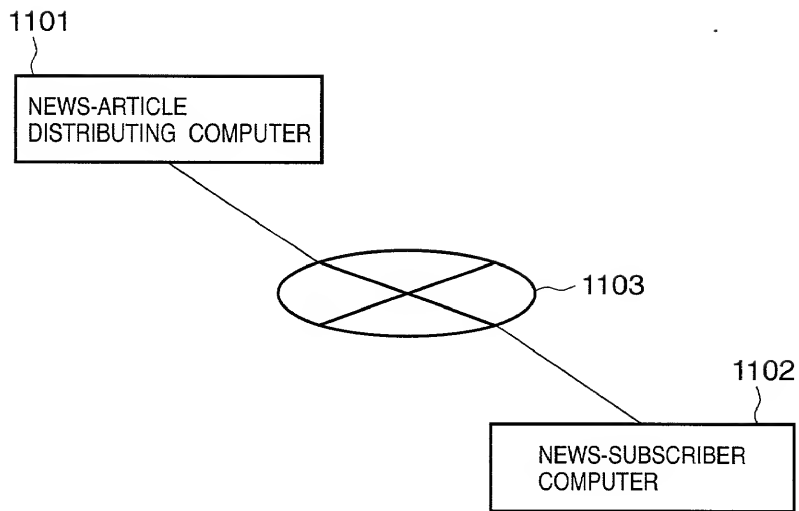 1101
NEWS-ARTICLE
DISTRIBUTING COMPUTER
1103
1102
NEWS-SUBSCRIBER
COMPUTER